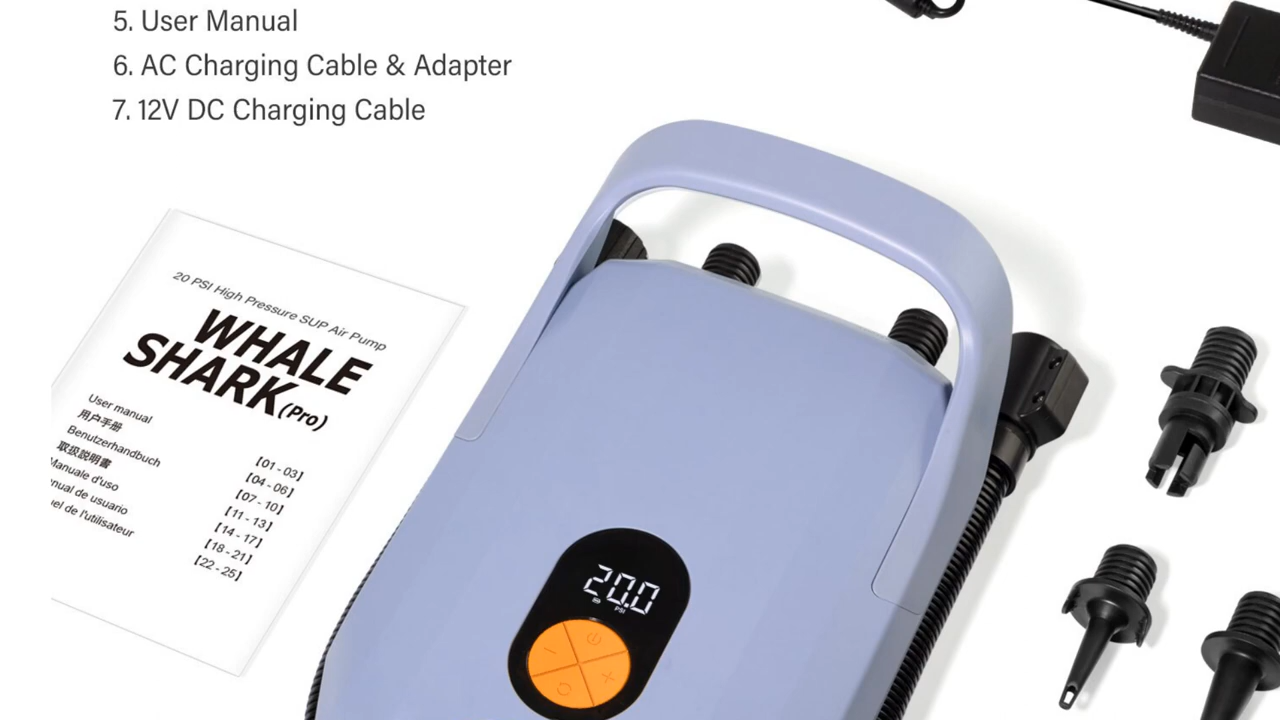 5. User Manual
6. AC Charging Cable & Adapter
7. 12V DC Charging Cable
20 PSI High Pressure SUP Air Pump
WHALE
SHARK(Pro)
User manual 【01-03】
用户手册 【04-06】
Benutzerhandbuch 【07-10】
取扱説明書 【11-13】
Manuale d'uso 【14-17】
de usuario 【18-21】
de l'utilisateur 【22-25】
20.0
PSI